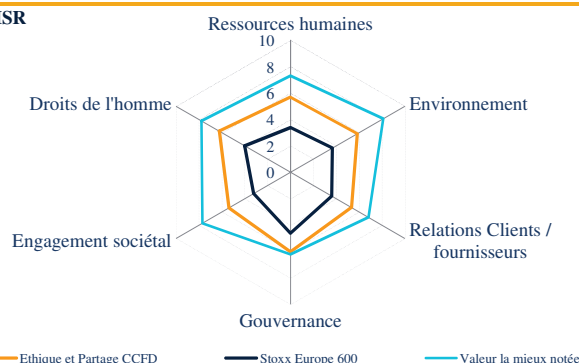 ISR
Ressources humaines
10
8
6
4
2
0
Droits de l'homme
Environnement
Engagement sociétal
Relations Clients /
fournisseurs
Gouvernance
Ethique et Partage CCFD
Stoxx Europe 600
Valeur la mieux notée